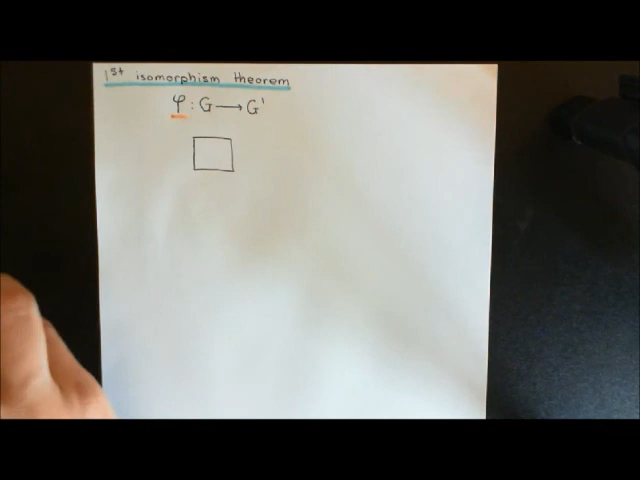 1st isomorphism theorem
φ : G ⟶ G'